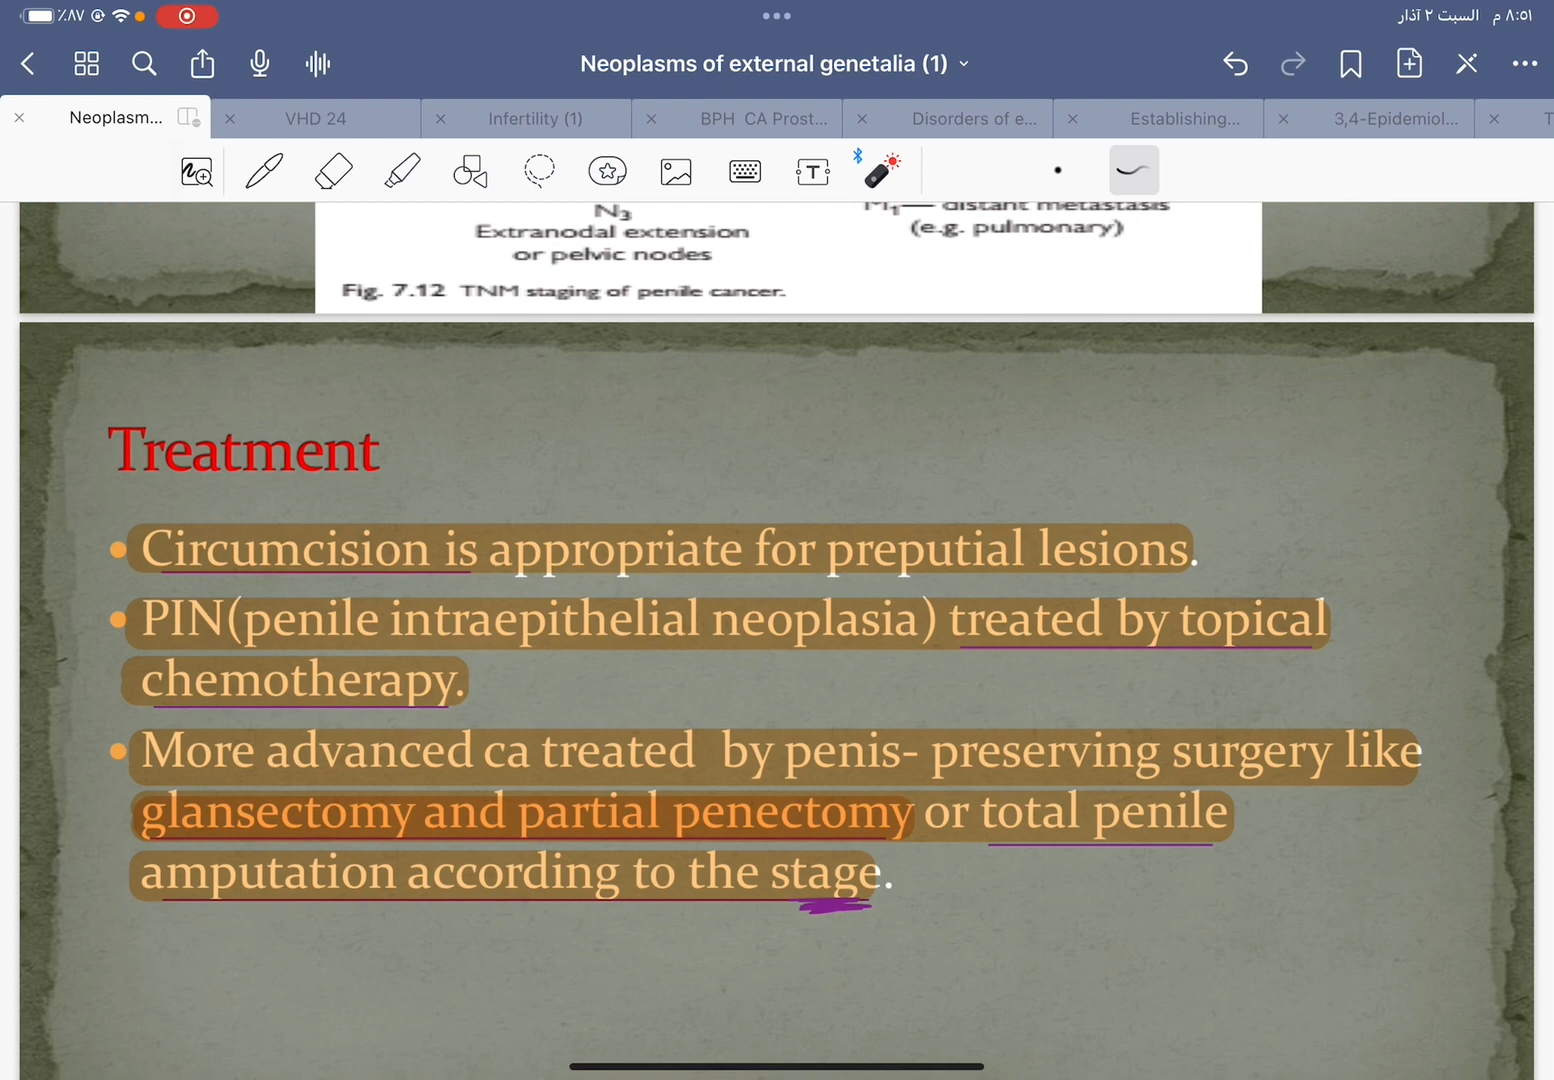 ٪٨٧
٨:٥١ م السبت ٢ آذار
Neoplasms of external genetalia (1)
Neoplasm...
VHD 24
Infertility (1)
BPH CA Prost...
Disorders of e...
Establishing...
3,4-Epidemiol...
T
N3
Extranodal extension
or pelvic nodes
M1— distant metastasis
(e.g. pulmonary)
Fig. 7.12 TNM staging of penile cancer.
Treatment
• Circumcision is appropriate for preputial lesions.
• PIN(penile intraepithelial neoplasia) treated by topical
chemotherapy.
• More advanced ca treated by penis- preserving surgery like
glansectomy and partial penectomy or total penile
amputation according to the stage.